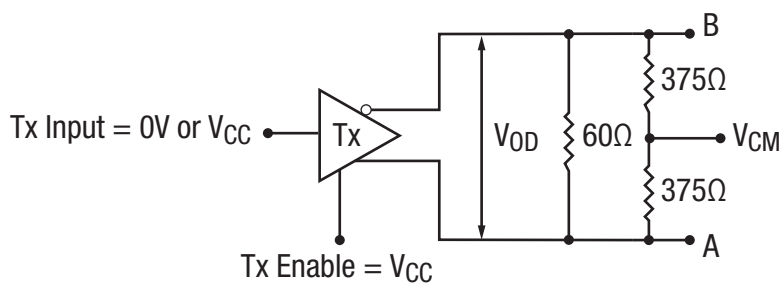 B
375Ω
Tx Input = 0V or VCC
Tx
VOD
60Ω
VCM
375Ω
A
Tx Enable = VCC